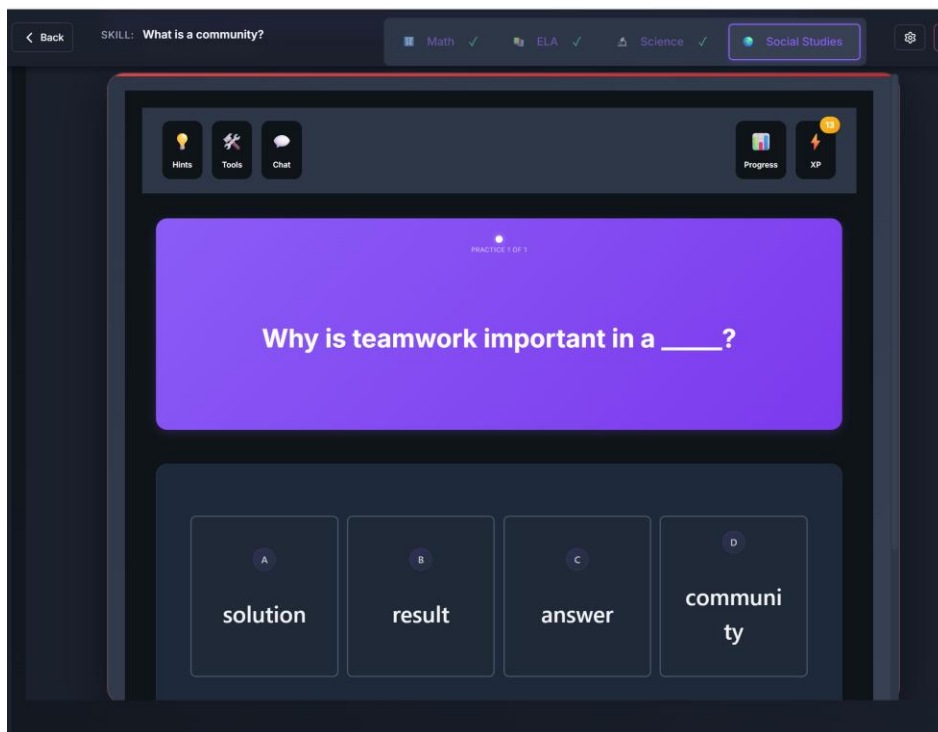 Back
SKILL: What is a community?
Math ✓
ELA ✓
Science ✓
Social Studies
Hints
Tools
Chat
Progress
13
XP
PRACTICE 1 OF 1
Why is teamwork important in a _____?
A
solution
B
result
C
answer
D
communi
ty